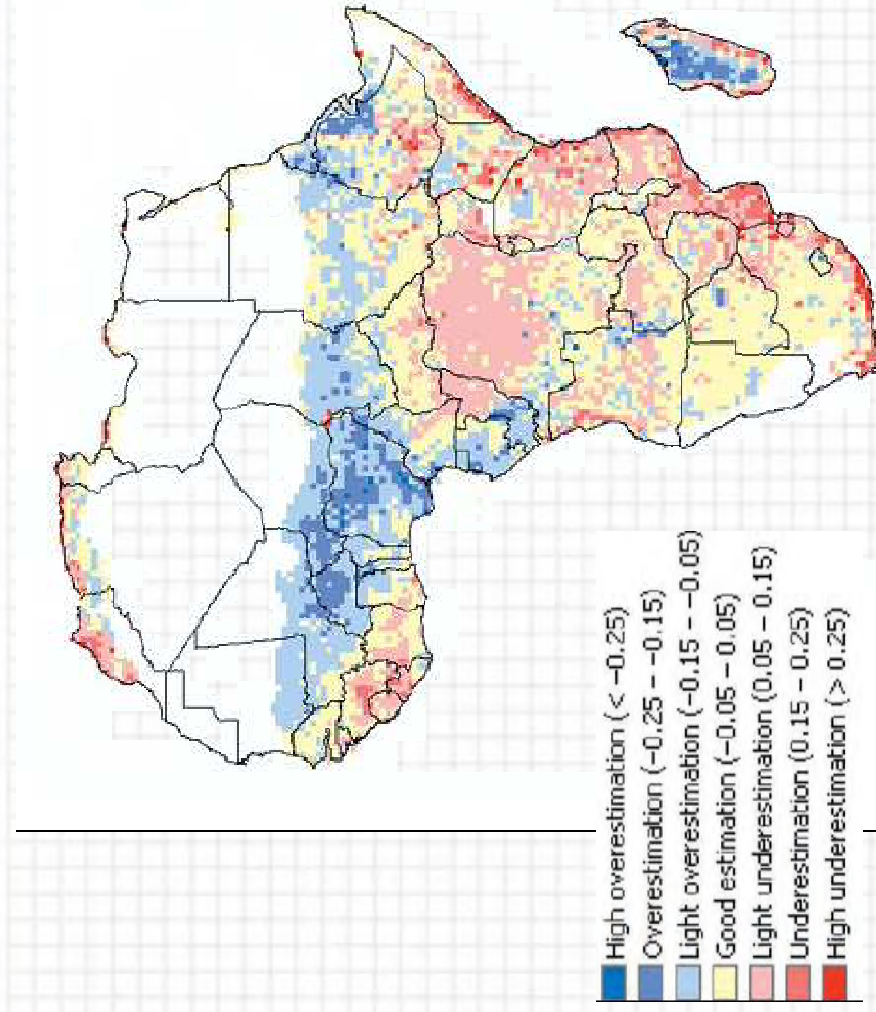 High overestimation (< −0.25)
Overestimation (−0.25 − −0.15)
Light overestimation (−0.15 − −0.05)
Good estimation (−0.05 − 0.05)
Light underestimation (0.05 − 0.15)
Underestimation (0.15 − 0.25)
High underestimation (> 0.25)